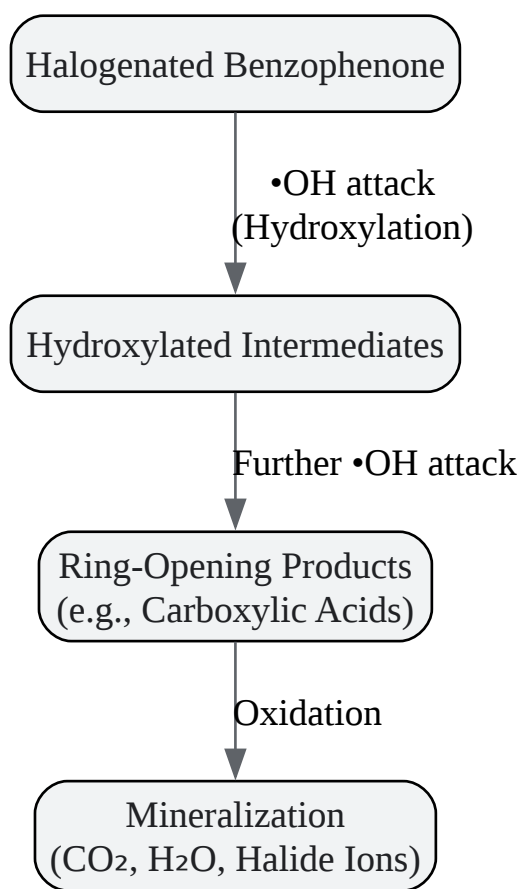 Halogenated Benzophenone
•OH attack
(Hydroxylation)
Hydroxylated Intermediates
Further •OH attack
Ring-Opening Products
(e.g., Carboxylic Acids)
Oxidation
Mineralization
(CO₂, H₂O, Halide Ions)